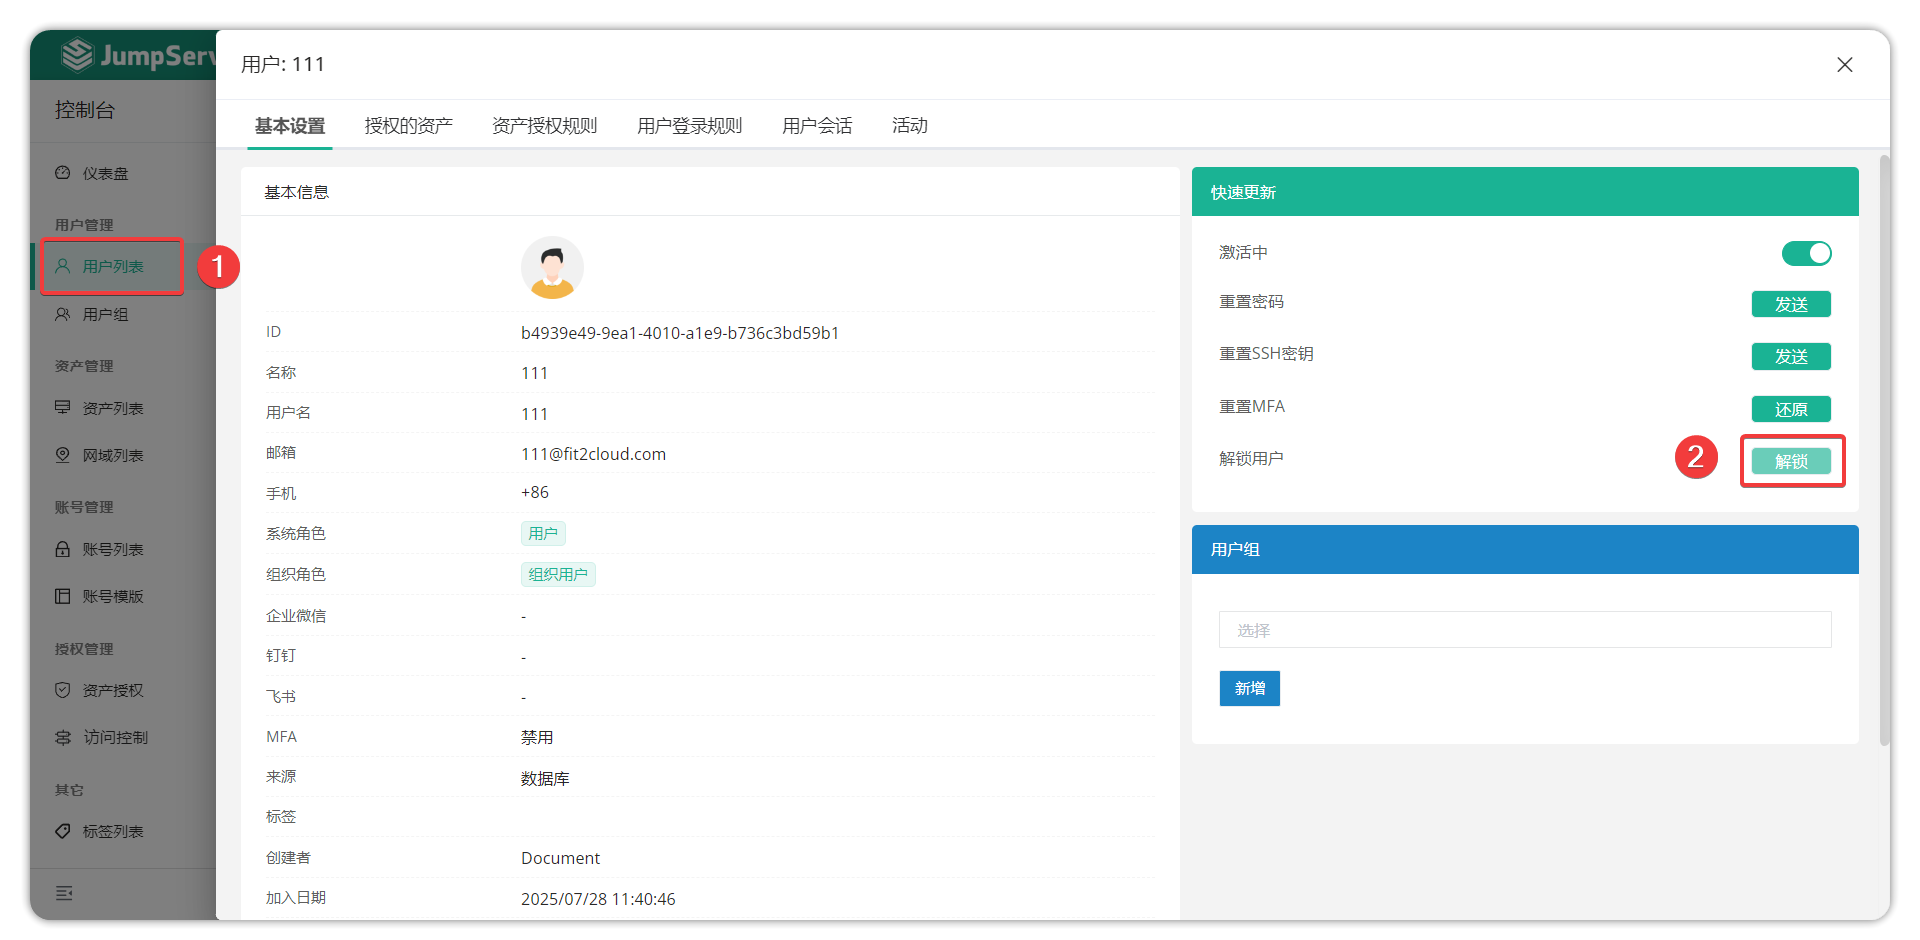 JumpServ
控制台
仪表盘
用户管理
用户列表
1
用户组
资产管理
资产列表
网域列表
账号管理
账号列表
账号模版
授权管理
资产授权
访问控制
其它
标签列表
用户: 111
基本设置
授权的资产
资产授权规则
用户登录规则
用户会话
活动
基本信息
ID
b4939e49-9ea1-4010-a1e9-b736c3bd59b1
名称
111
用户名
111
邮箱
111@fit2cloud.com
手机
+86
系统角色
用户
组织角色
组织用户
企业微信
-
钉钉
-
飞书
-
MFA
禁用
来源
数据库
标签
创建者
Document
加入日期
2025/07/28 11:40:46
快速更新
激活中
重置密码
发送
重置SSH密钥
发送
重置MFA
还原
解锁用户
2
解锁
用户组
选择
新增